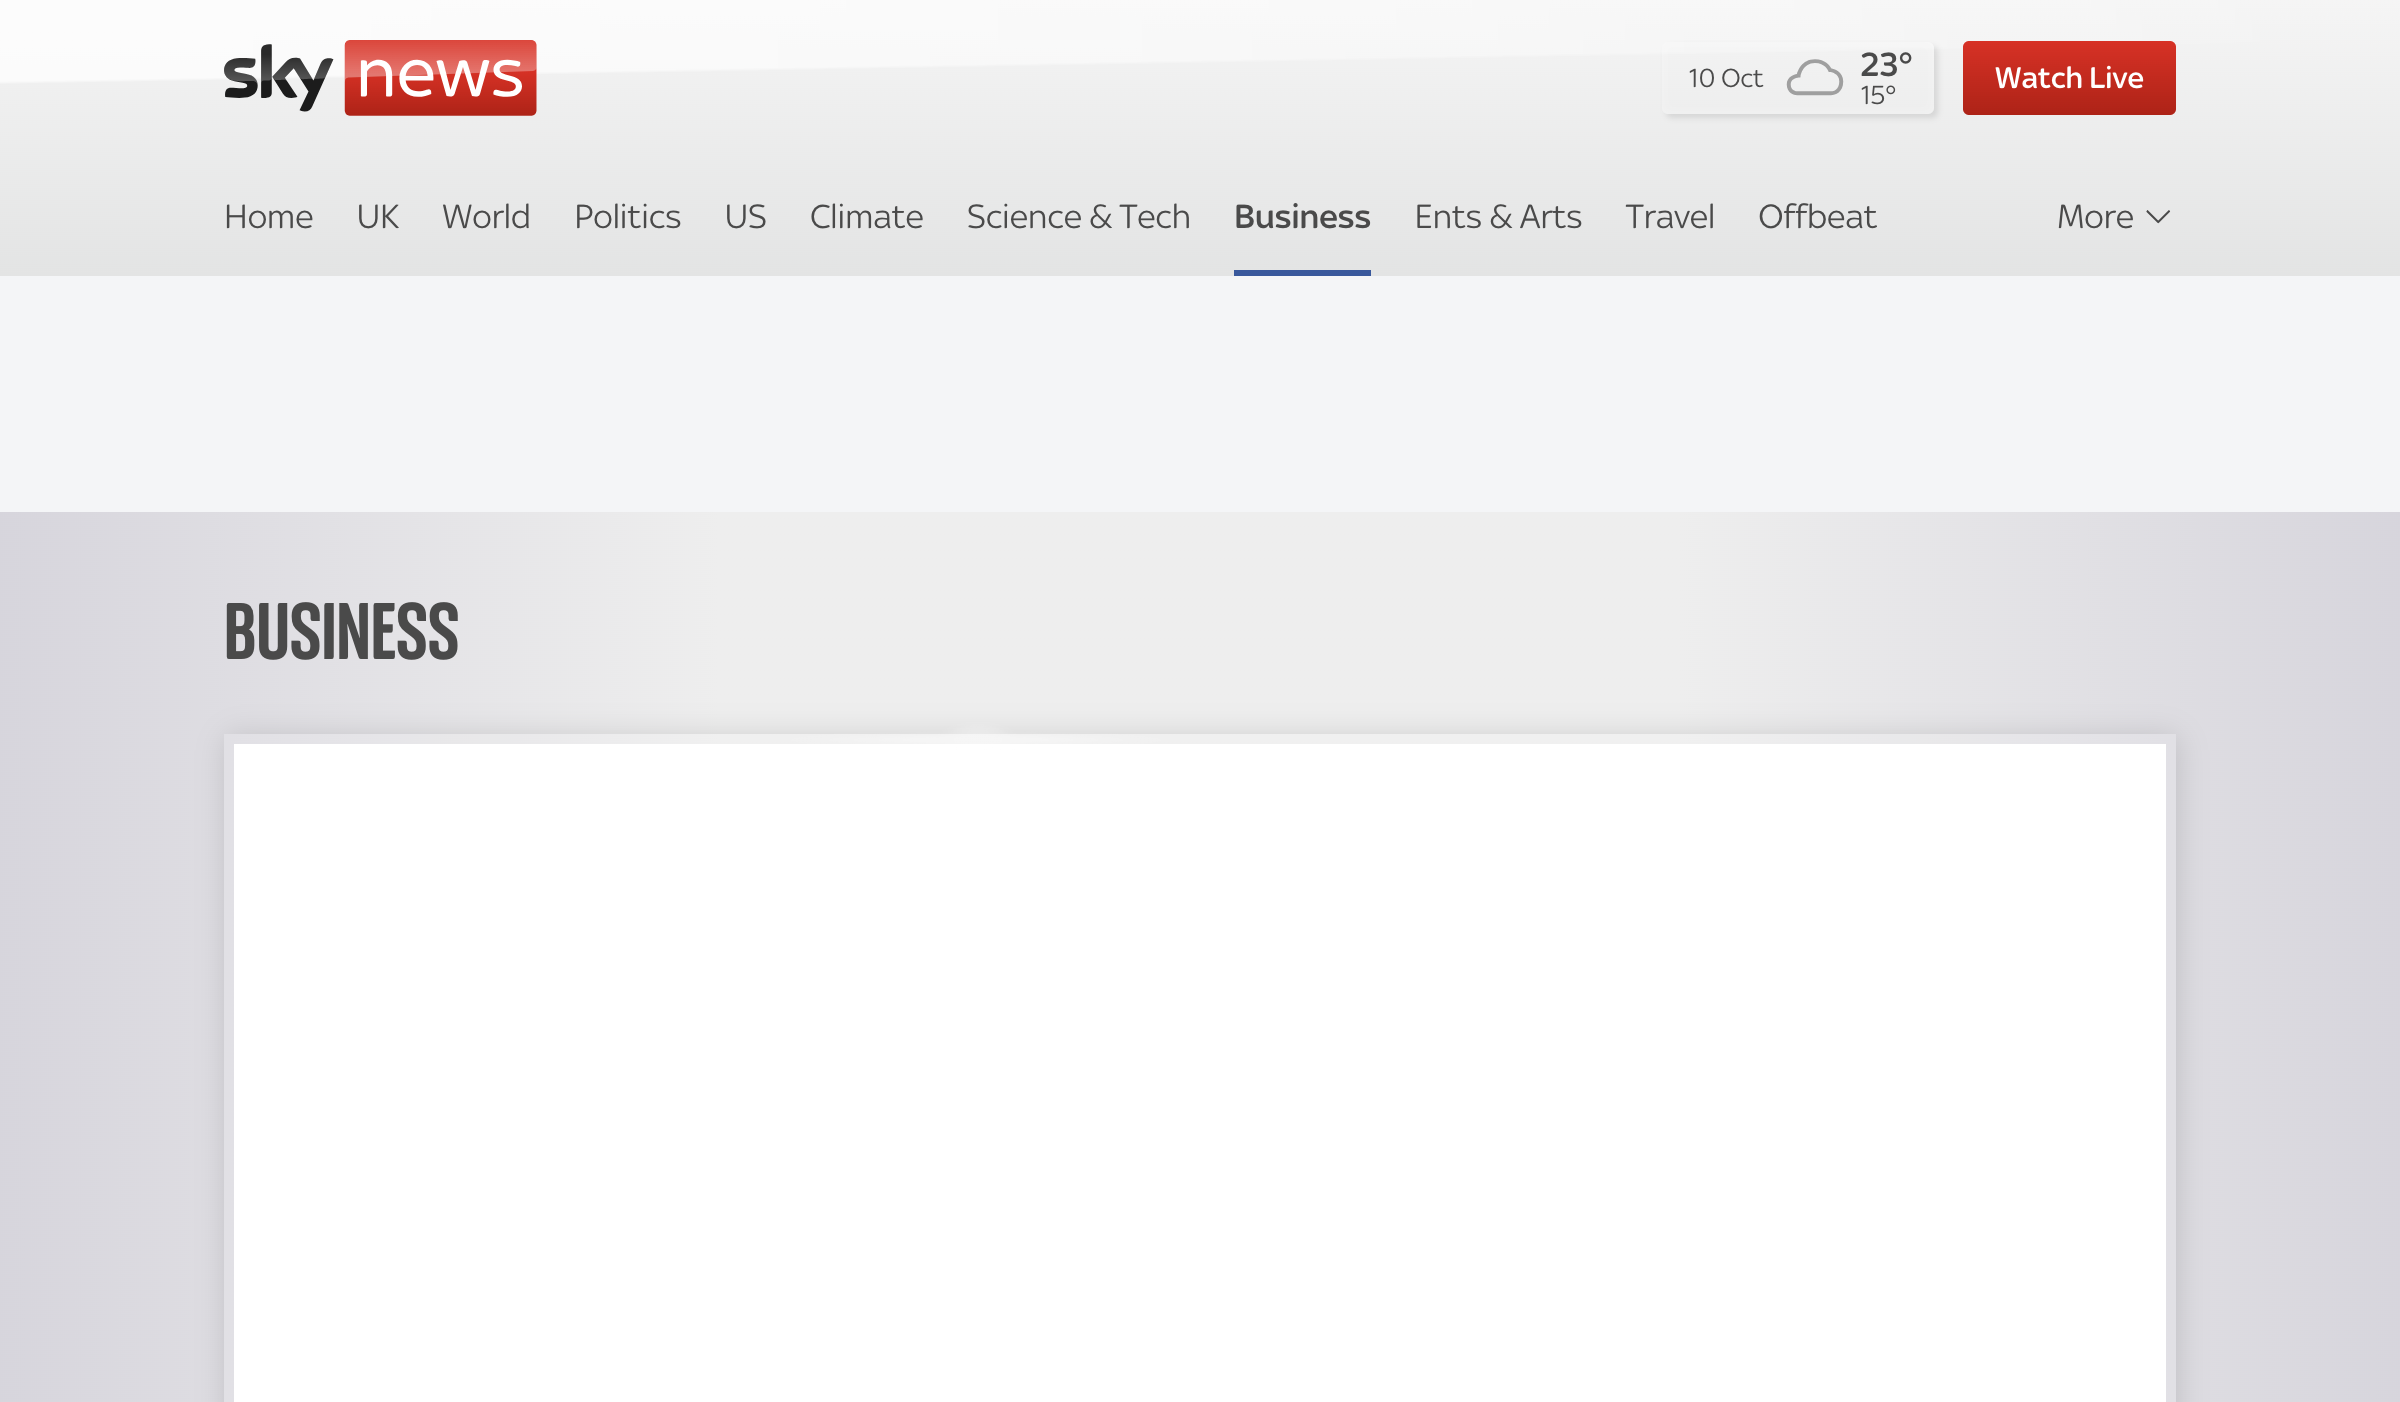 sky news
10 Oct
23°
15°
Watch Live
Home UK World Politics US Climate Science & Tech Business Ents & Arts Travel Offbeat More
BUSINESS